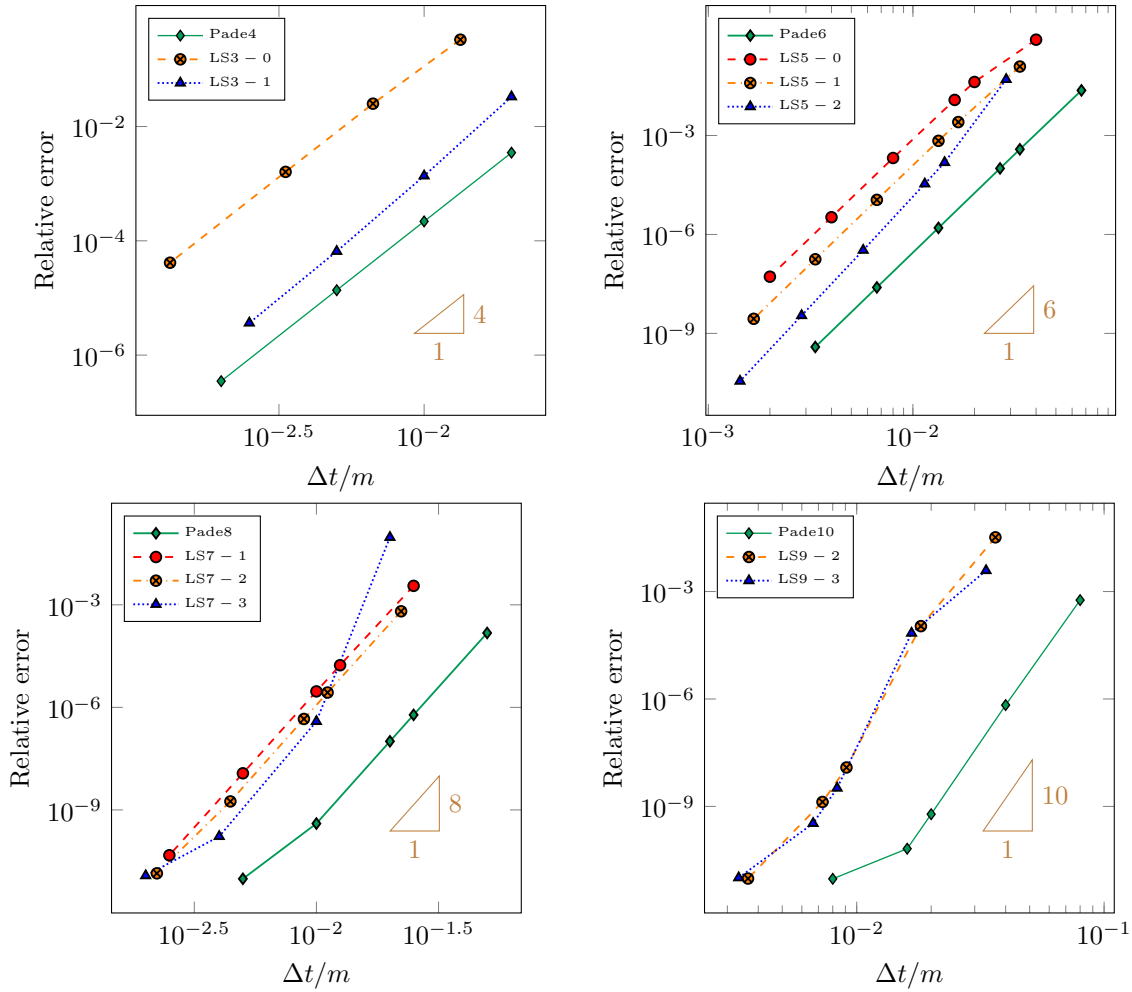 Pade4
LS3 − 0
LS3 − 1
10^{-2}
10^{-4}
10^{-6}
Relative error
4
1
10^{-2.5}
10^{-2}
Δt/m
Pade6
LS5 − 0
LS5 − 1
LS5 − 2
10^{-3}
10^{-6}
10^{-9}
Relative error
6
1
10^{-3}
10^{-2}
Δt/m
Pade8
LS7 − 1
LS7 − 2
LS7 − 3
10^{-3}
10^{-6}
10^{-9}
Relative error
8
1
10^{-2.5}
10^{-2}
10^{-1.5}
Δt/m
Pade10
LS9 − 2
LS9 − 3
10^{-3}
10^{-6}
10^{-9}
Relative error
10
1
10^{-2}
10^{-1}
Δt/m